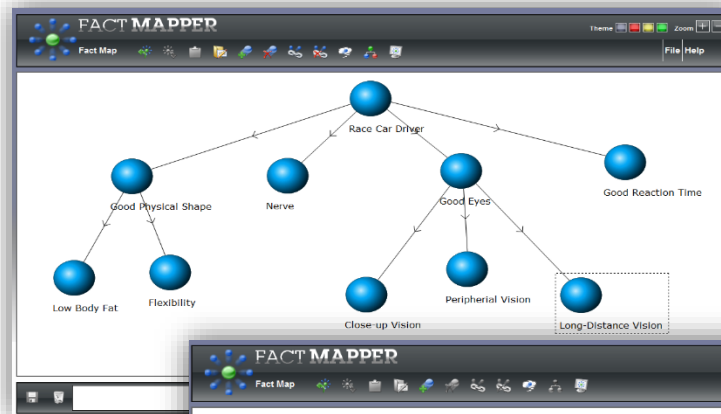 FACT MAPPER
Theme Zoom
Fact Map
File Help
Race Car Driver
Good Physical Shape
Nerve
Good Eyes
Good Reaction Time
Low Body Fat
Flexibility
Close-up Vision
Peripherial Vision
Long-Distance Vision
FACT MAPPER
Fact Map